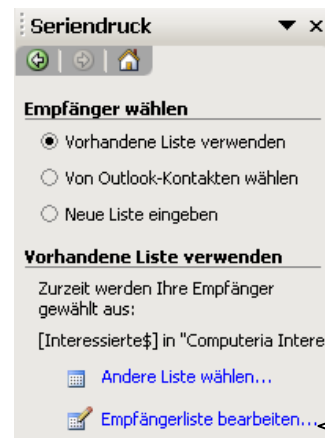 Seriendruck
Empfänger wählen
Vorhandene Liste verwenden
Von Outlook-Kontakten wählen
Neue Liste eingeben
Vorhandene Liste verwenden
Zurzeit werden Ihre Empfänger
gewählt aus:
[Interessierte$] in "Computeria Intere
Andere Liste wählen...
Empfängerliste bearbeiten...